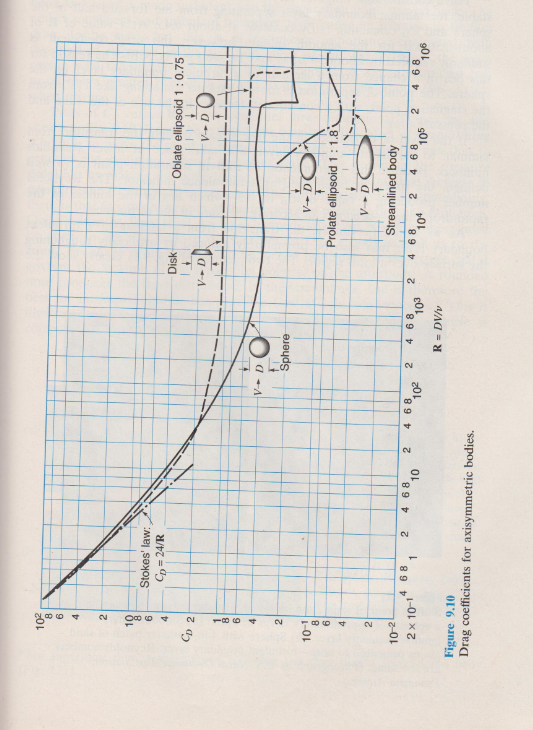 10² 8 6 4 2 10 8 6 4 2 1 8 6 4 2 10⁻¹ 8 6 4 2 10⁻²
C_D
Stokes' law:
C_D = 24/R
Disk
V→ D
Oblate ellipsoid 1 : 0.75
V→ D
V→ D
Sphere
V→ D
Prolate ellipsoid 1 : 1.8
V→ D
Streamlined body
2 × 10⁻¹ 4 6 8 1 2 4 6 8 10 2 4 6 8 10² 2 4 6 8 10³ 2 4 6 8 10⁴ 2 4 6 8 10⁵ 2 4 6 8 10⁶
R = DV/ν
Figure 9.10
Drag coefficients for axisymmetric bodies.